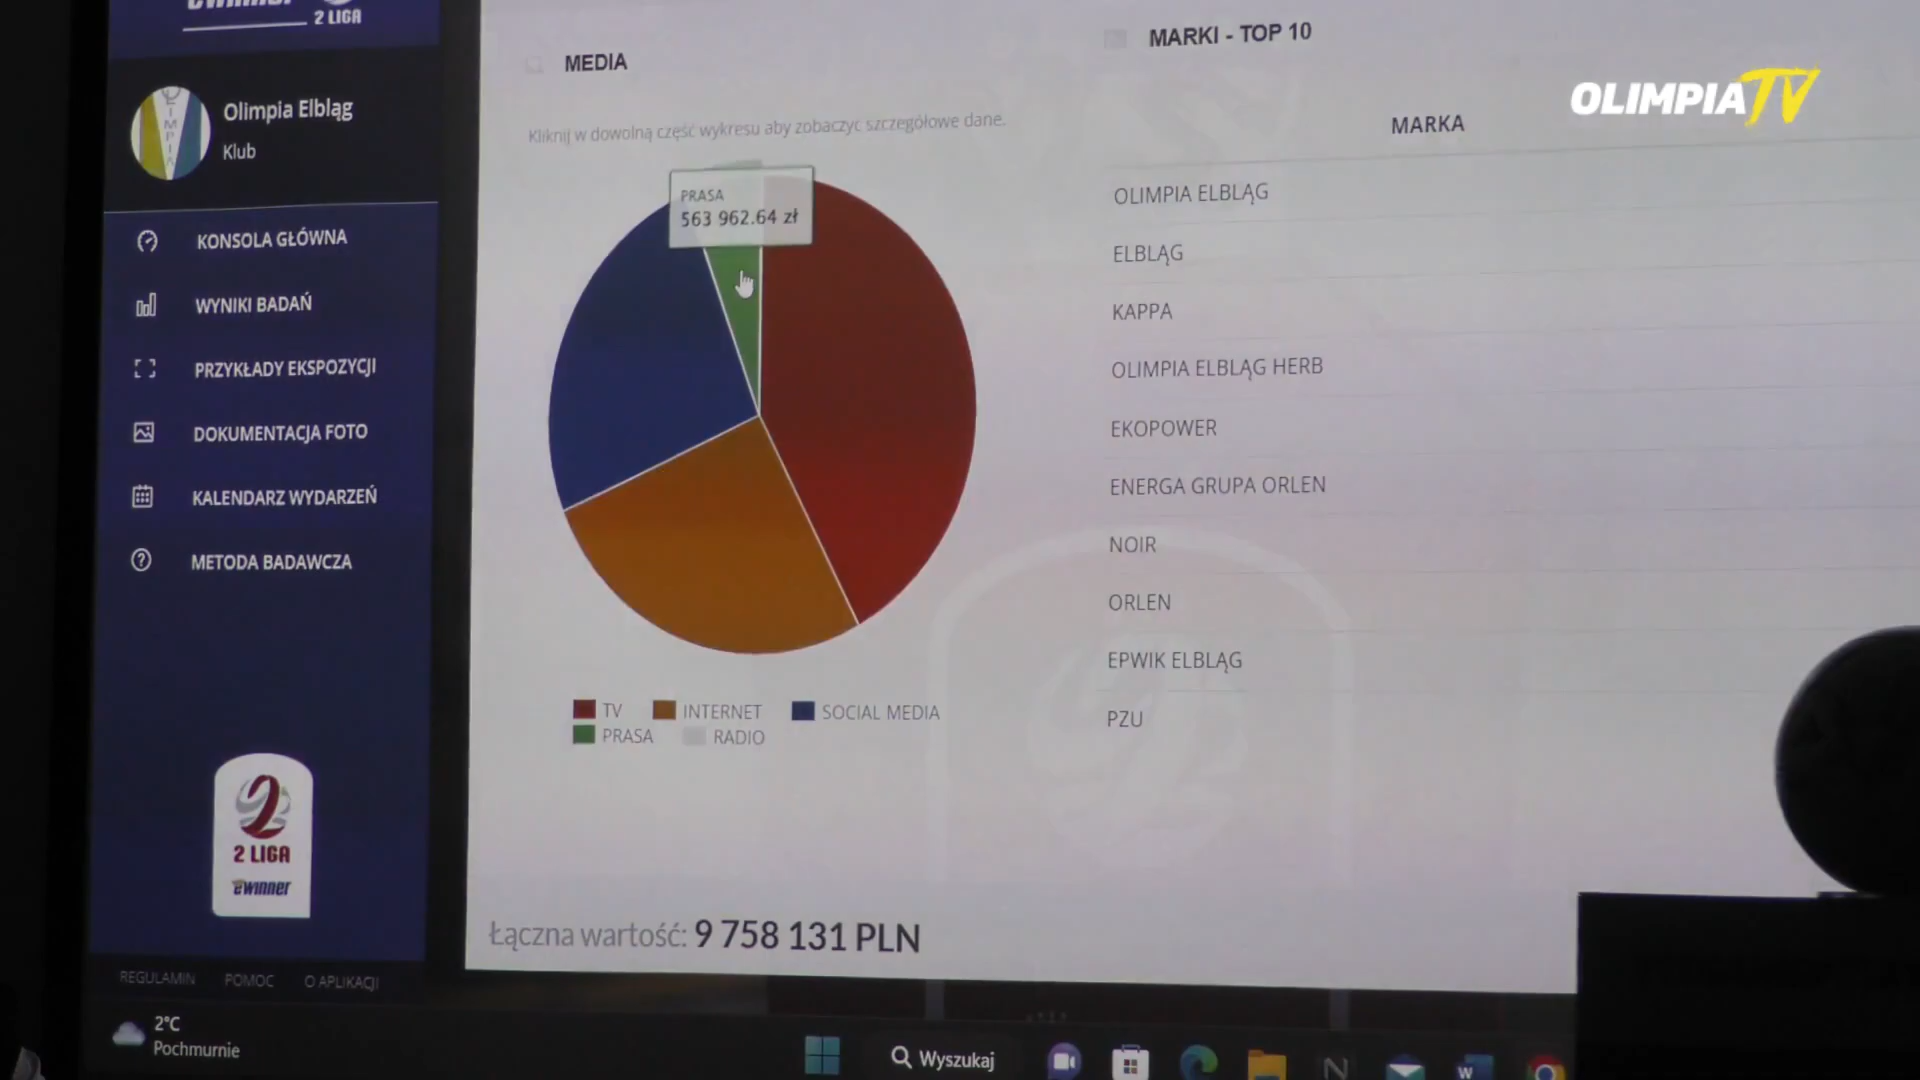 ewinner
2 LIGA
Olimpia Elbląg
Klub
KONSOLA GŁÓWNA
WYNIKI BADAŃ
PRZYKŁADY EKSPOZYCJI
DOKUMENTACJA FOTO
KALENDARZ WYDARZEŃ
METODA BADAWCZA
2 LIGA
ewinner
REGULAMIN POMOC O APLIKACJI
MEDIA
Kliknij w dowolną część wykresu aby zobaczyć szczegółowe dane.
PRASA
563 962.64 zł
TV INTERNET SOCIAL MEDIA
PRASA RADIO
Łączna wartość: 9 758 131 PLN
MARKI - TOP 10
OLIMPIATV
MARKA
OLIMPIA ELBLĄG
ELBLĄG
KAPPA
OLIMPIA ELBLĄG HERB
EKOPOWER
ENERGA GRUPA ORLEN
NOIR
ORLEN
EPWIK ELBLĄG
PZU
2°C
Pochmurnie
Wyszukaj